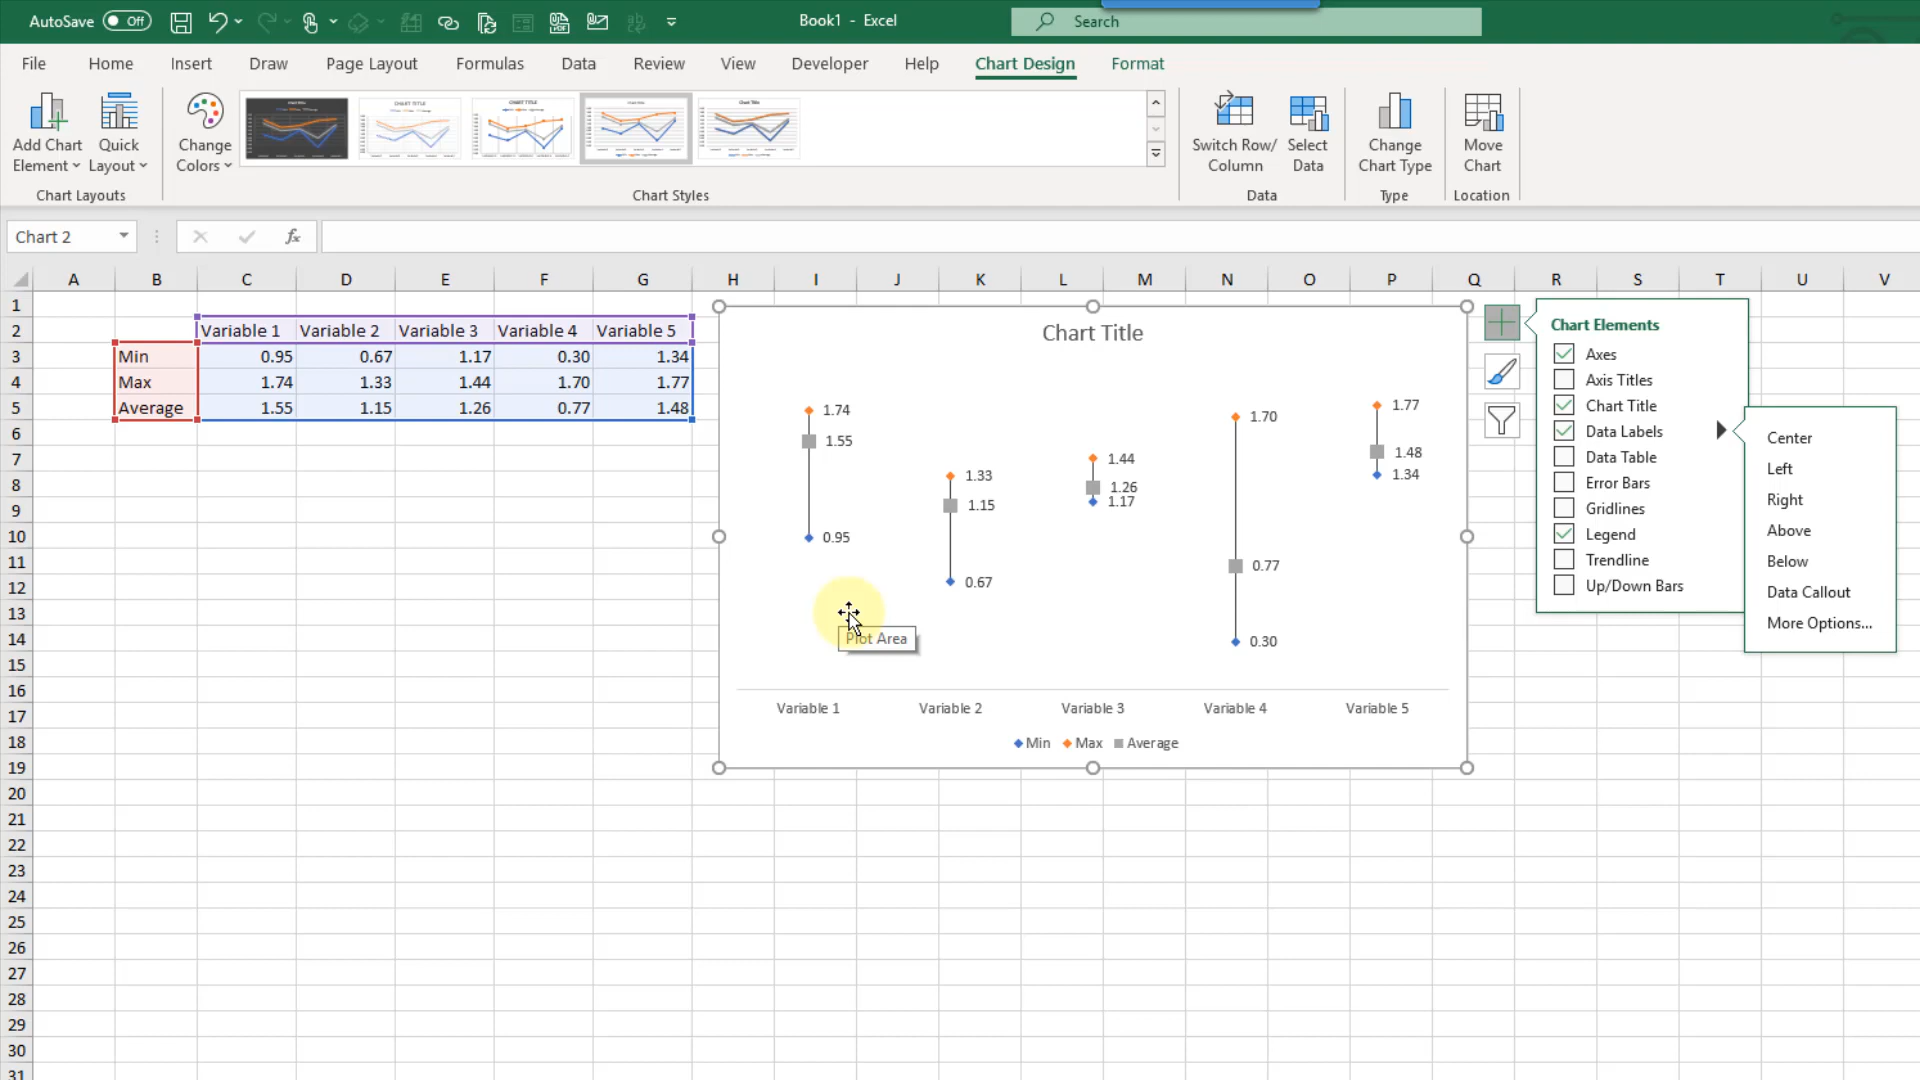 AutoSave Off Book1 - Excel Search
File Home Insert Draw Page Layout Formulas Data Review View Developer Help Chart Design Format
Add Chart Element Quick Layout Change Colors Switch Row/ Column Select Data Change Chart Type Move Chart
Chart Layouts Chart Styles Data Type Location
Chart 2 fx
A B C D E F G H I J K L M N O P Q R S T U V
1
2 Variable 1 Variable 2 Variable 3 Variable 4 Variable 5
3 Min 0.95 0.67 1.17 0.30 1.34
4 Max 1.74 1.33 1.44 1.70 1.77
5 Average 1.55 1.15 1.26 0.77 1.48
6
7
8
9
10
11
12
13
14
15
16
17
18
19
20
21
22
23
24
25
26
27
28
29
30
31
Chart Title
1.74 1.70 1.77
1.55 1.44 1.48
1.33 1.26 1.34
1.15 1.17
0.95 0.77
0.67
0.30
Plot Area
Variable 1 Variable 2 Variable 3 Variable 4 Variable 5
Min Max Average
Chart Elements
Axes
Axis Titles
Chart Title
Data Labels
Data Table
Error Bars
Gridlines
Legend
Trendline
Up/Down Bars
Center
Left
Right
Above
Below
Data Callout
More Options...